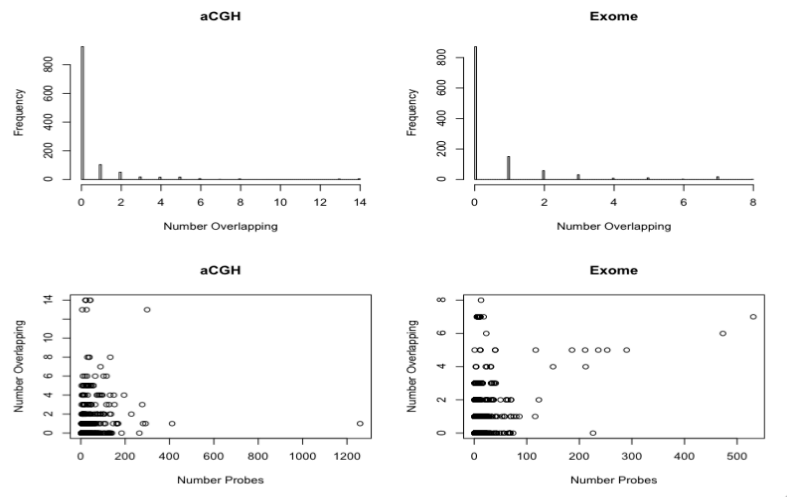 aCGH
Frequency
0 200 400 600 800
0 2 4 6 8 10 12 14
Number Overlapping
Exome
Frequency
0 200 400 600 800
0 2 4 6 8
Number Overlapping
aCGH
Number Overlapping
0 2 4 6 8 14
0 200 400 600 800 1000 1200
Number Probes
Exome
Number Overlapping
0 2 4 6 8
0 100 200 300 400 500
Number Probes